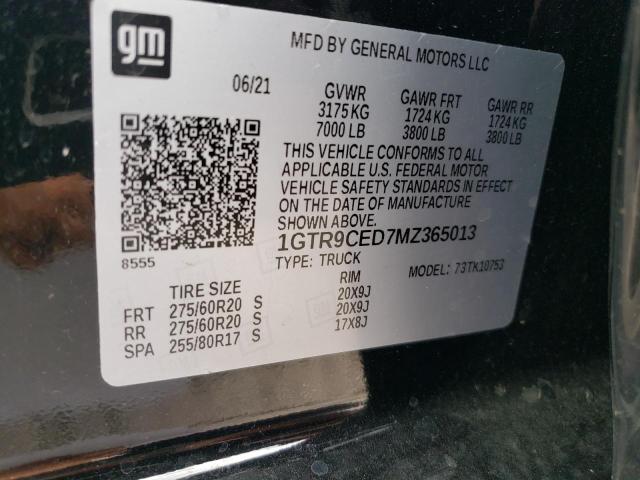 gm
MFD BY GENERAL MOTORS LLC
06/21 GVWR GAWR FRT GAWR RR
3175 KG 1724 KG 1724 KG
7000 LB 3800 LB 3800 LB
THIS VEHICLE CONFORMS TO ALL
APPLICABLE U.S. FEDERAL MOTOR
VEHICLE SAFETY STANDARDS IN EFFECT
ON THE DATE OF MANUFACTURE
SHOWN ABOVE.
1GTR9CED7MZ365013
8555 TYPE: TRUCK MODEL: 73TK10753
TIRE SIZE RIM
FRT 275/60R20 S 20X9J
RR 275/60R20 S 20X9J
SPA 255/80R17 S 17X8J